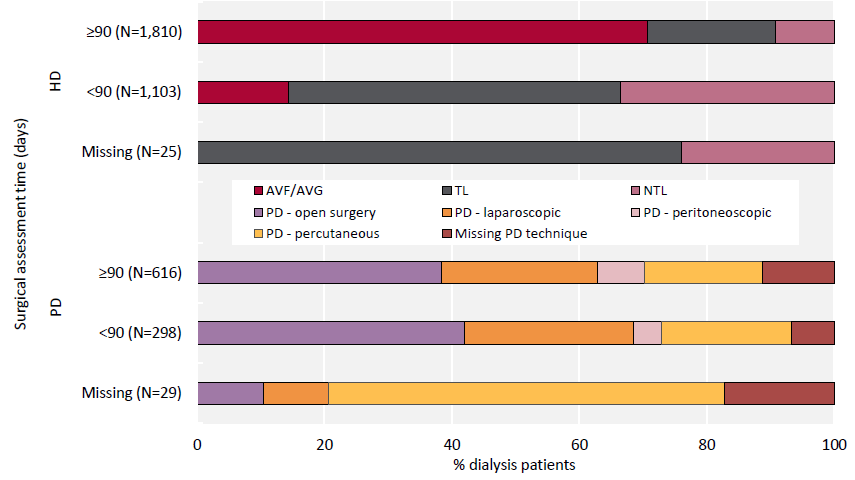 ≥90 (N=1,810)
<90 (N=1,103)
Missing (N=25)
HD
Surgical assessment time (days)
AVF/AVG TL NTL
PD - open surgery PD - laparoscopic PD - peritoneoscopic
PD - percutaneous Missing PD technique
≥90 (N=616)
<90 (N=298)
Missing (N=29)
PD
0 20 40 60 80 100
% dialysis patients